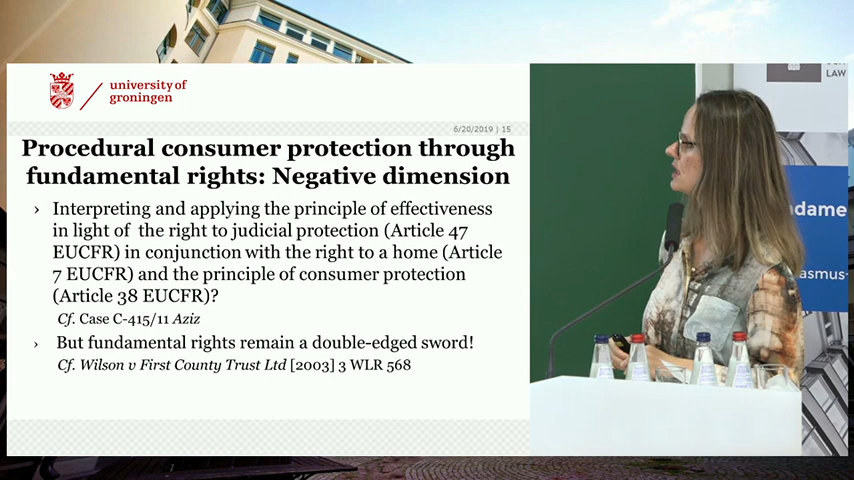 university of
groningen
6/20/2019 | 15
Procedural consumer protection through
fundamental rights: Negative dimension
› Interpreting and applying the principle of effectiveness
in light of the right to judicial protection (Article 47
EUCFR) in conjunction with the right to a home (Article
7 EUCFR) and the principle of consumer protection
(Article 38 EUCFR)?
Cf. Case C-415/11 Aziz
› But fundamental rights remain a double-edged sword!
Cf. Wilson v First County Trust Ltd [2003] 3 WLR 568
LAW
ndame
asmus-